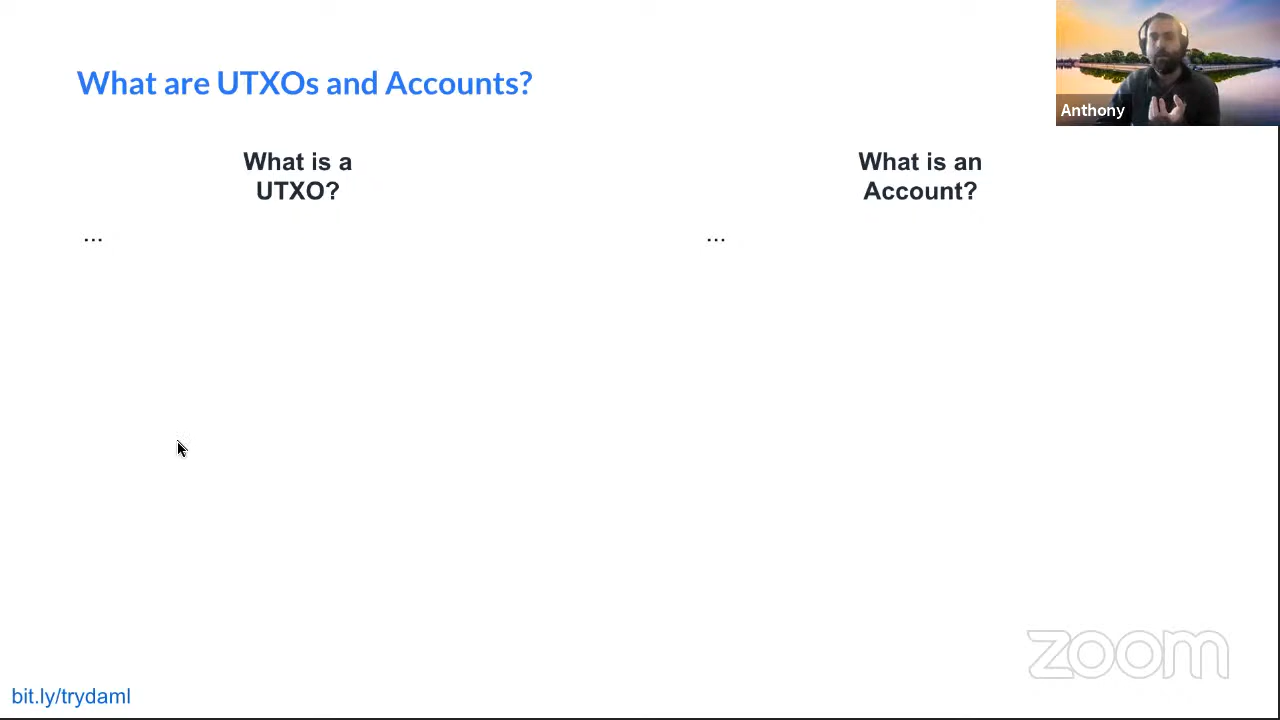 What are UTXOs and Accounts?
Anthony
What is a
UTXO?
What is an
Account?
...
...
zoom
bit.ly/trydaml